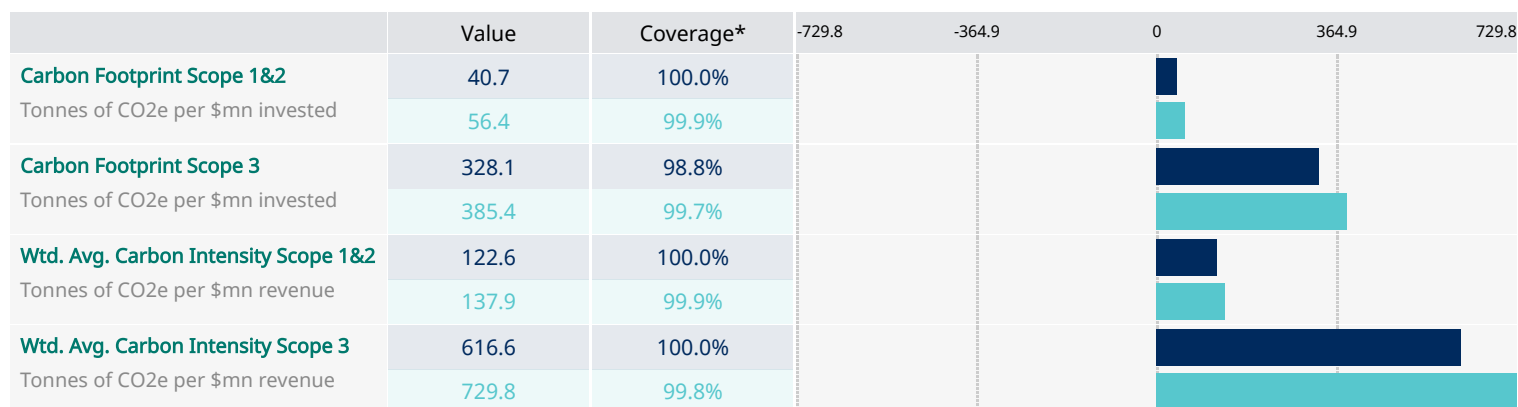 Value Coverage* -729.8 -364.9 0 364.9 729.8
Carbon Footprint Scope 1&2 40.7 100.0%
Tonnes of CO2e per $mn invested 56.4 99.9%
Carbon Footprint Scope 3 328.1 98.8%
Tonnes of CO2e per $mn invested 385.4 99.7%
Wtd. Avg. Carbon Intensity Scope 1&2 122.6 100.0%
Tonnes of CO2e per $mn revenue 137.9 99.9%
Wtd. Avg. Carbon Intensity Scope 3 616.6 100.0%
Tonnes of CO2e per $mn revenue 729.8 99.8%